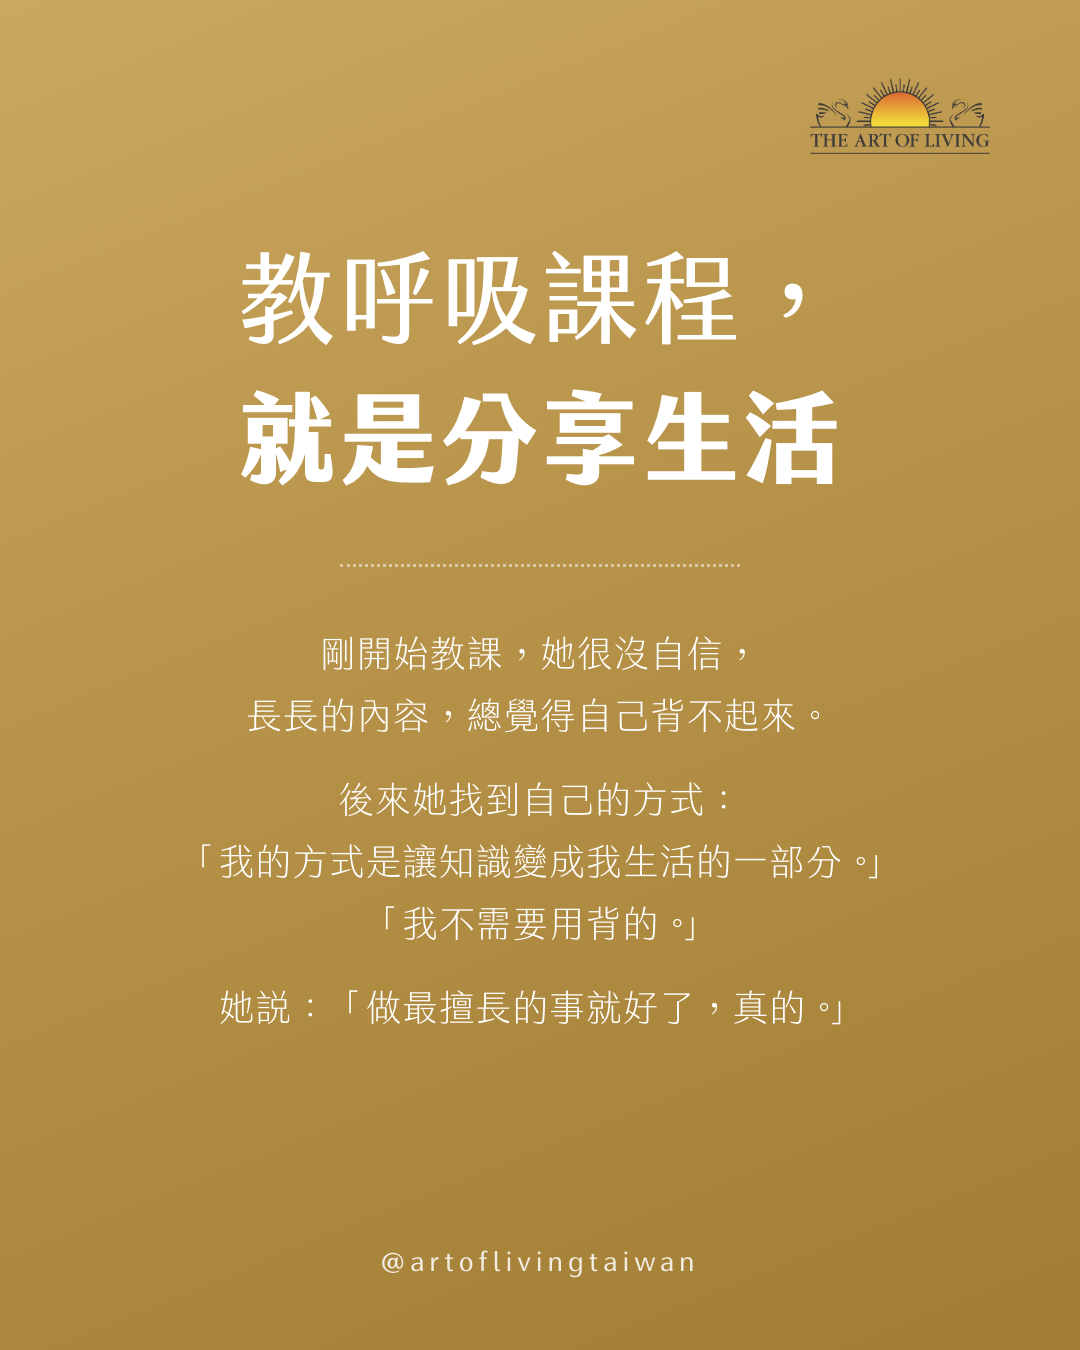 THE ART OF LIVING
教呼吸課程，
就是分享生活
剛開始教課，她很沒自信，
長長的內容，總覺得自己背不起來。
後來她找到自己的方式：
「我的方式是讓知識變成我生活的一部分。」
「我不需要用背的。」
她説：「做最擅長的事就好了，真的。」
@artoflivingtaiwan